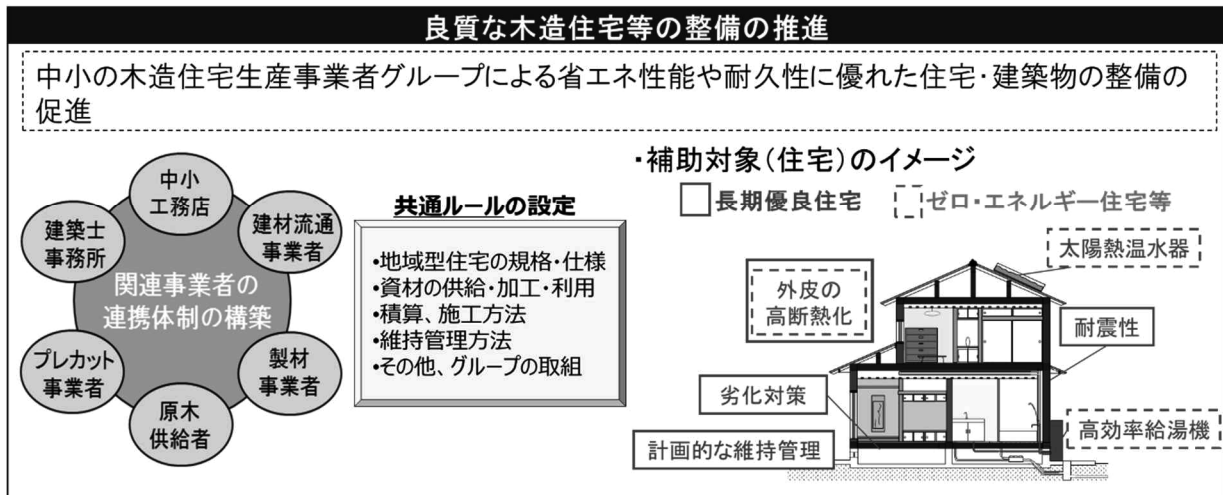 良質な木造住宅等の整備の推進
中小の木造住宅生産事業者グループによる省エネ性能や耐久性に優れた住宅・建築物の整備の
促進
中小
工務店
建築士
事務所
建材流通
事業者
関連事業者の
連携体制の構築
プレカット
事業者
製材
事業者
原木
供給者
共通ルールの設定
•地域型住宅の規格・仕様
•資材の供給・加工・利用
•積算、施工方法
•維持管理方法
•その他、グループの取組
・補助対象(住宅)のイメージ
長期優良住宅
ゼロ・エネルギー住宅等
太陽熱温水器
外皮の
高断熱化
耐震性
劣化対策
高効率給湯機
計画的な維持管理